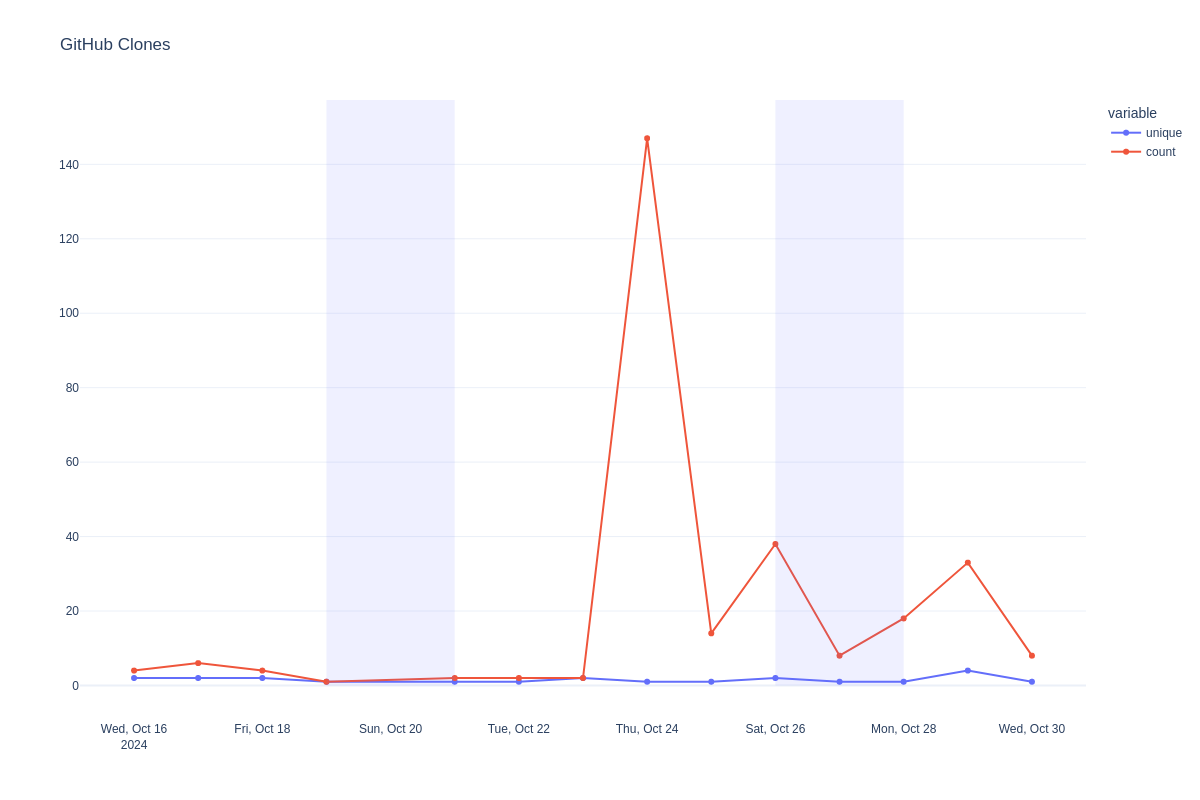 GitHub Clones
variable
unique
count
140
120
100
80
60
40
20
0
Wed, Oct 16
2024
Fri, Oct 18
Sun, Oct 20
Tue, Oct 22
Thu, Oct 24
Sat, Oct 26
Mon, Oct 28
Wed, Oct 30